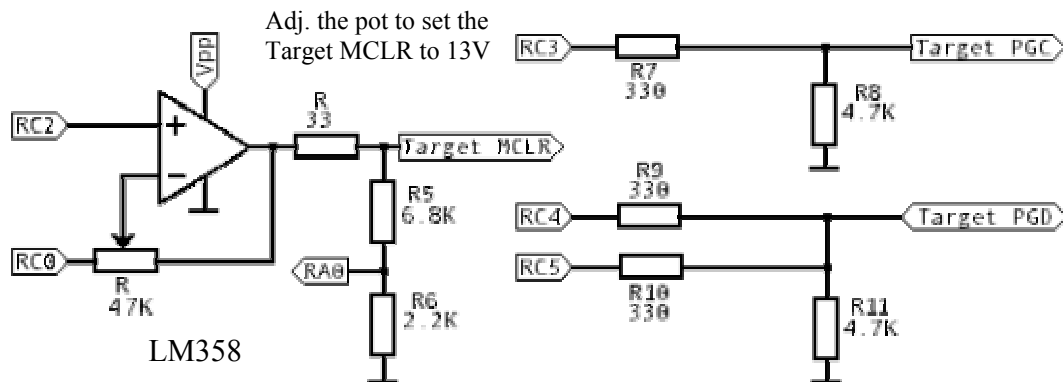 Adj. the pot to set the
Target MCLR to 13V
Vpp
RC2
R
33
Target MCLR
R5
6.8K
RC0
R
47K
RA0
R6
2.2K
LM358
RC3
R7
330
Target PGC
R8
4.7K
R9
330
RC4
Target PGD
RC5
R10
330
R11
4.7K